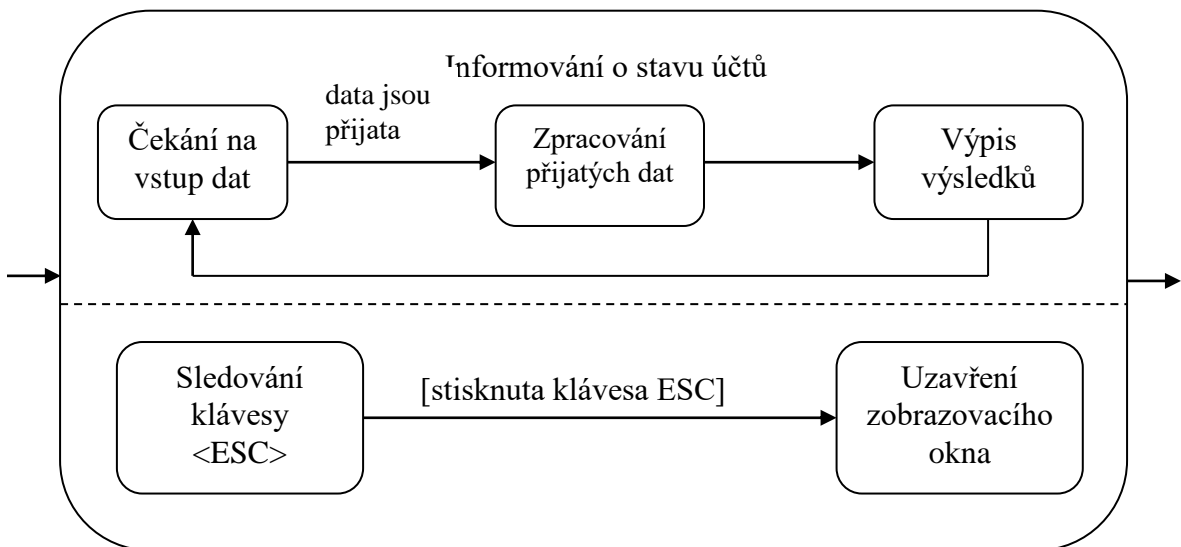 Informování o stavu účtů
data jsou
přijata
Čekání na
vstup dat
Zpracování
přijatých dat
Výpis
výsledků
Sledování
klávesy
<ESC>
[stisknuta klávesa ESC]
Uzavření
zobrazovacího
okna